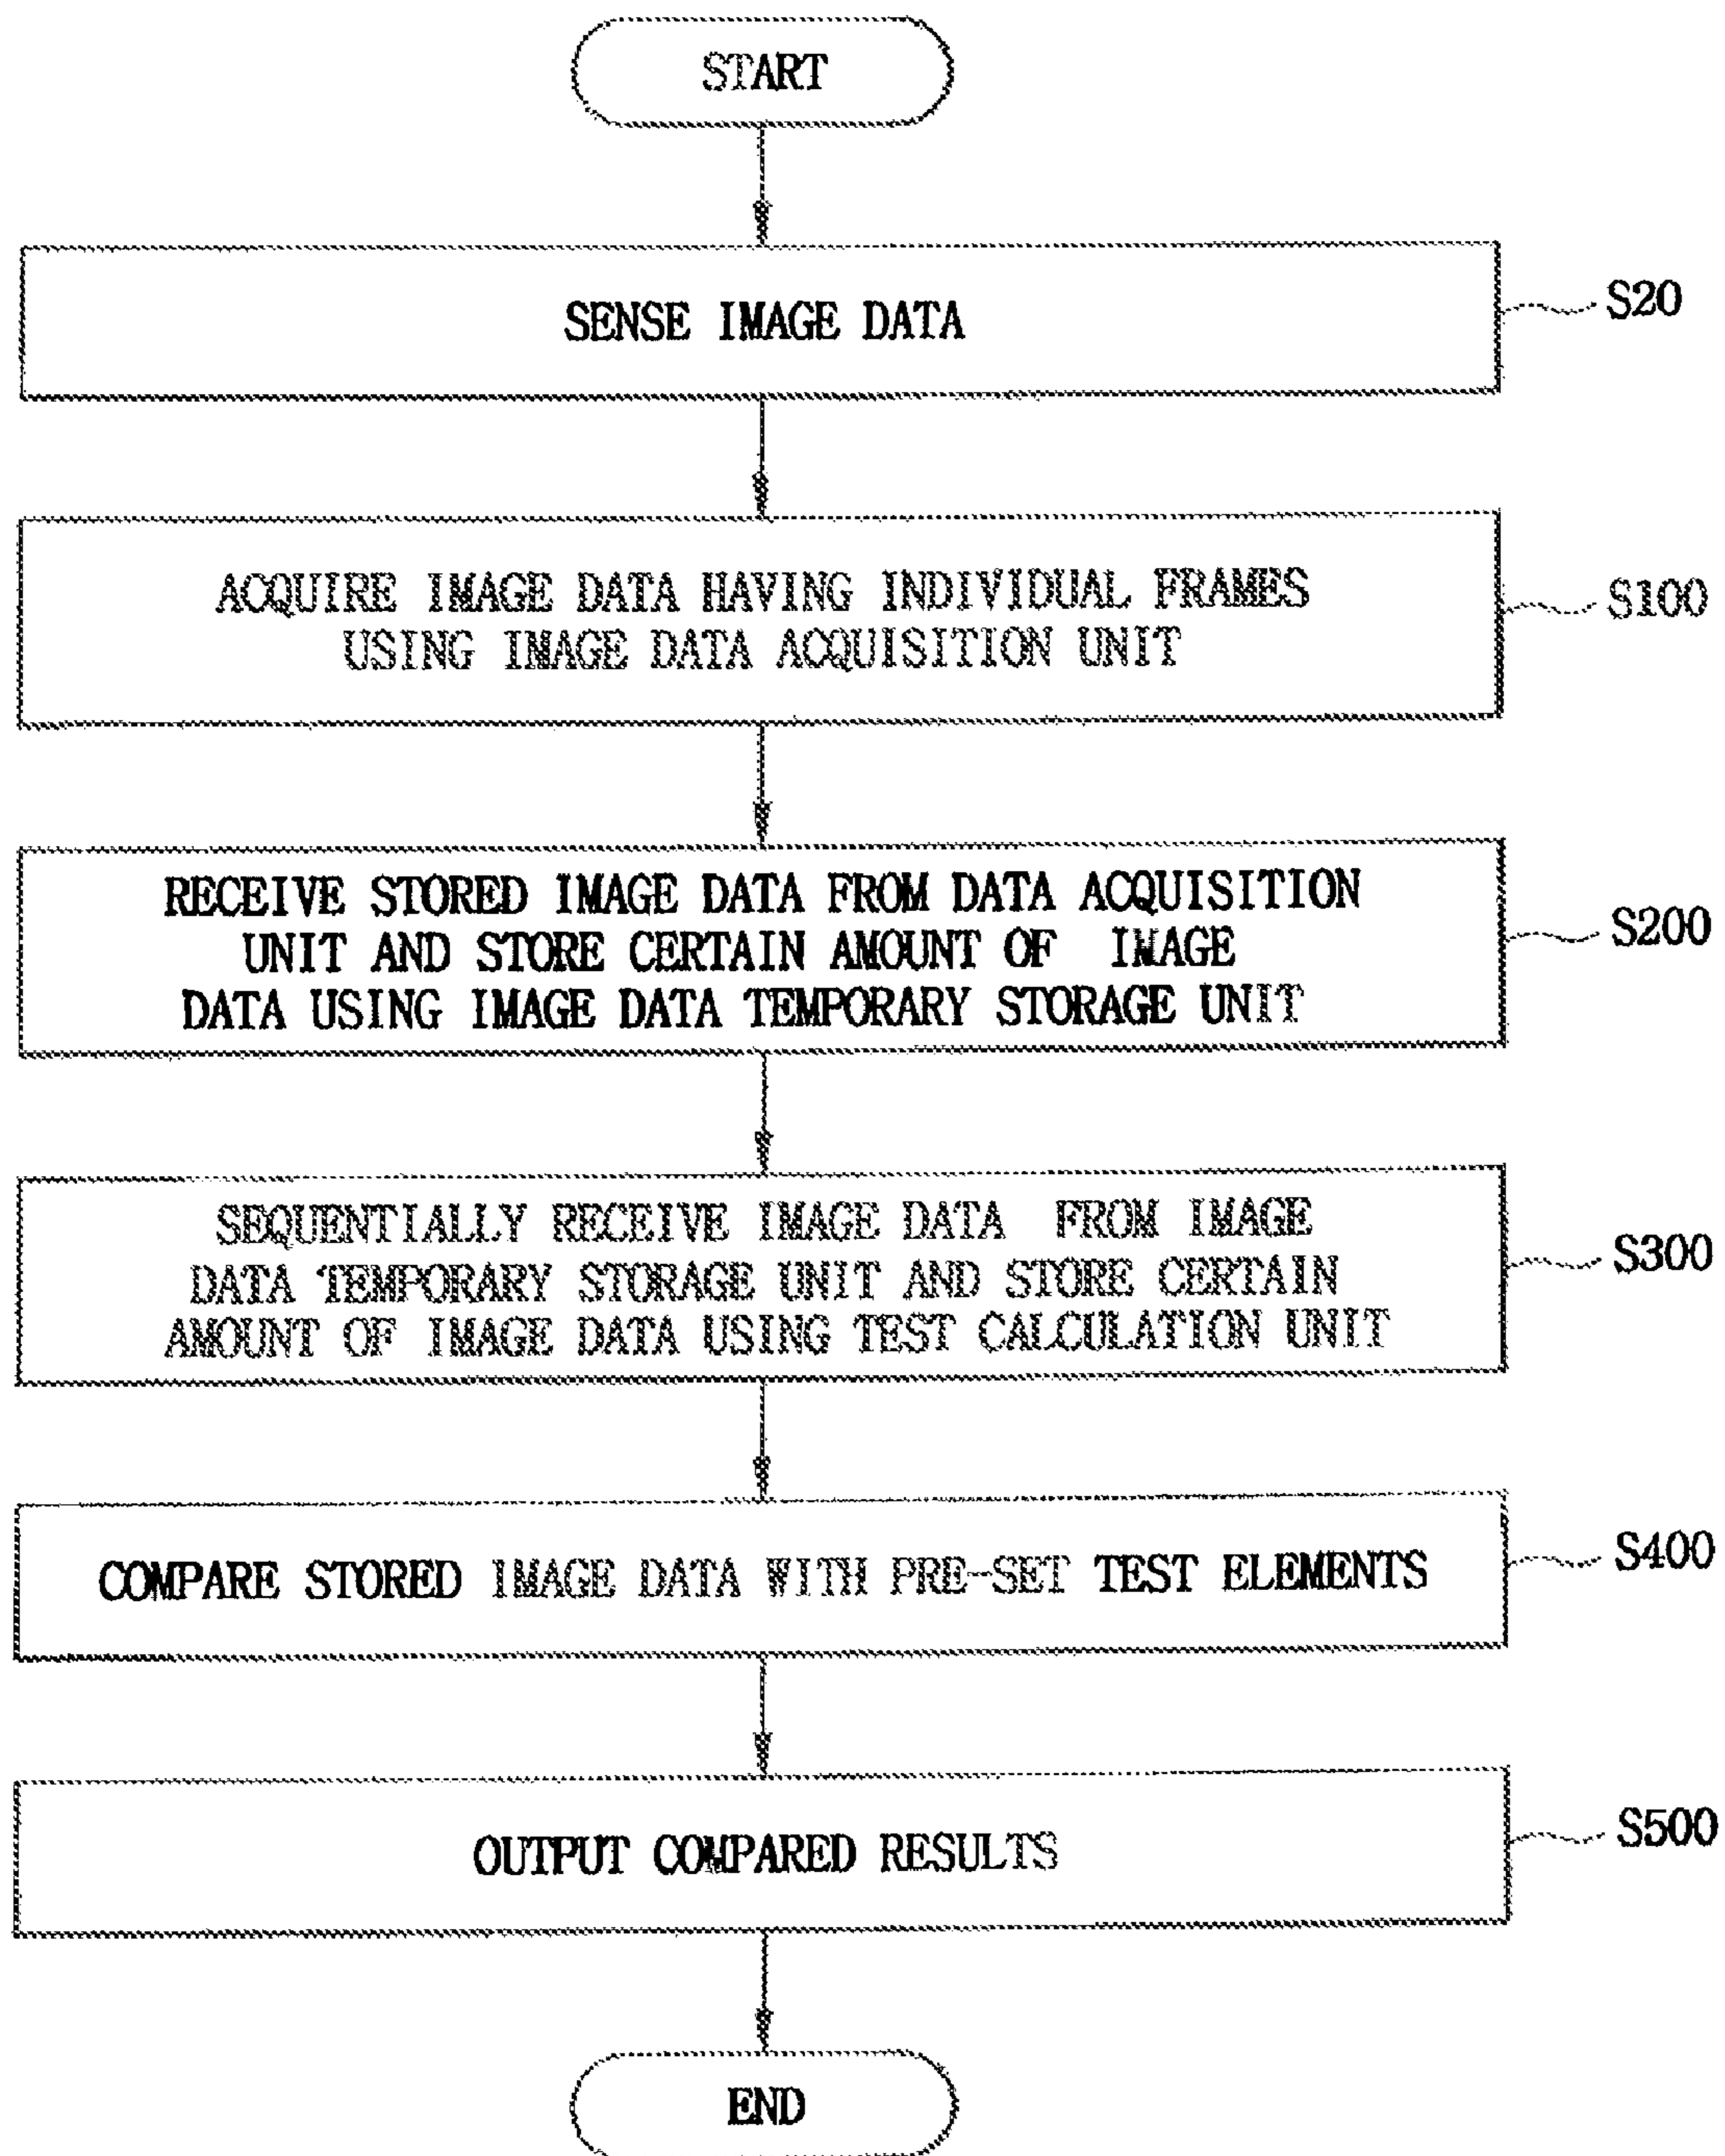 START
SENSE IMAGE DATA
S20
ACQUIRE IMAGE DATA HAVING INDIVIDUAL FRAMES
USING IMAGE DATA ACQUISITION UNIT
S100
RECEIVE STORED IMAGE DATA FROM DATA ACQUISITION
UNIT AND STORE CERTAIN AMOUNT OF IMAGE
DATA USING IMAGE DATA TEMPORARY STORAGE UNIT
S200
SEQUENTIALLY RECEIVE IMAGE DATA FROM IMAGE
DATA TEMPORARY STORAGE UNIT AND STORE CERTAIN
AMOUNT OF IMAGE DATA USING TEST CALCULATION UNIT
S300
COMPARE STORED IMAGE DATA WITH PRE-SET TEST ELEMENTS
S400
OUTPUT COMPARED RESULTS
S500
END